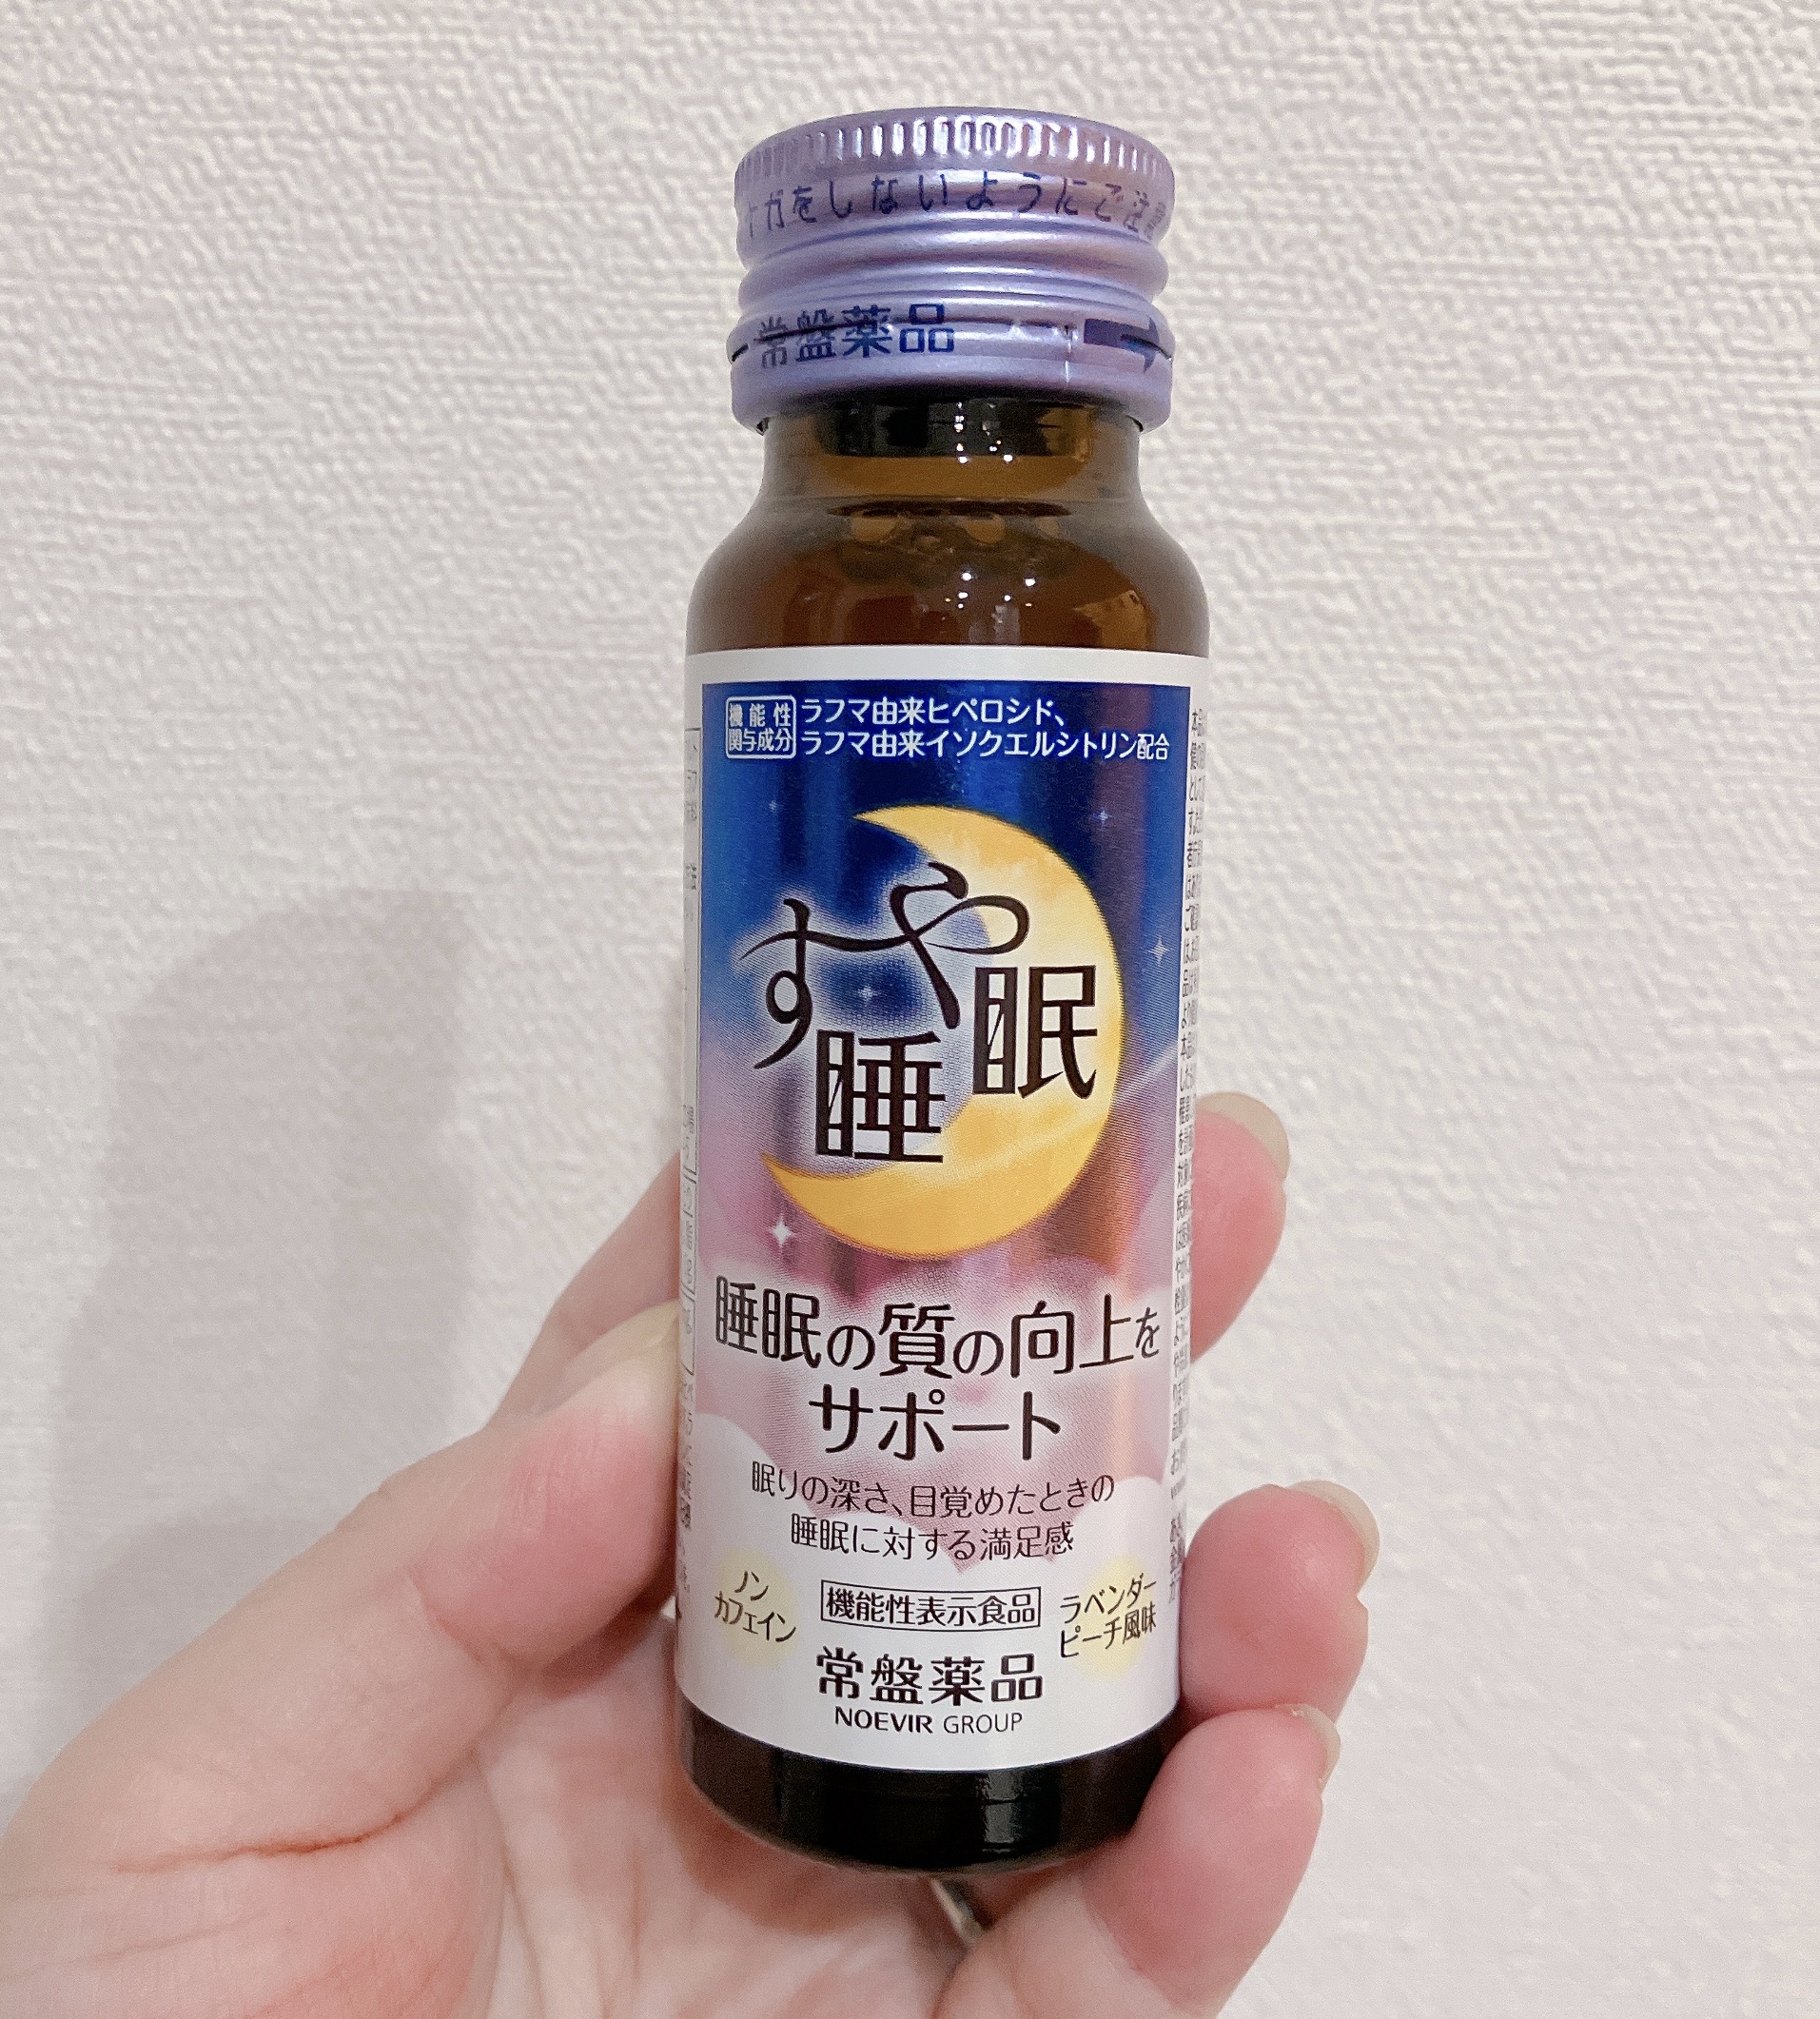 ガをしないようにご注
常盤薬品
機能性
関与成分
ラフマ由来ヒペロシド、
ラフマ由来イソクエルシトリン配合
すや
睡眠
睡眠の質の向上を
サポート
眠りの深さ、目覚めたときの
睡眠に対する満足感
ノン
カフェイン
機能性表示食品
ラベンダー
ピーチ風味
常盤薬品
NOEVIR GROUP